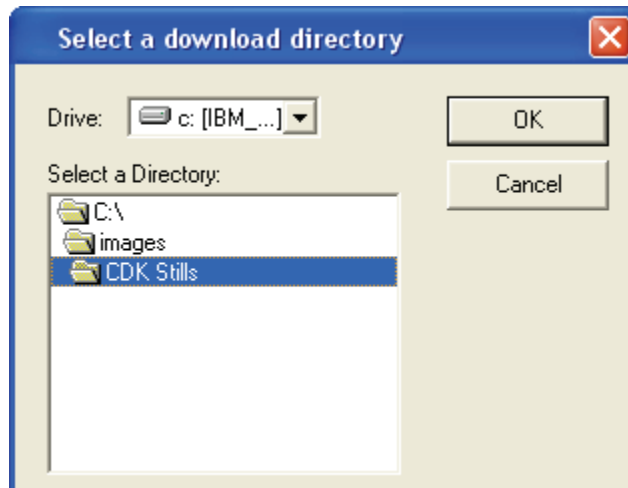 Select a download directory
Drive:
c: [IBM_...]
OK
Select a Directory:
Cancel
C:\
images
CDK Stills